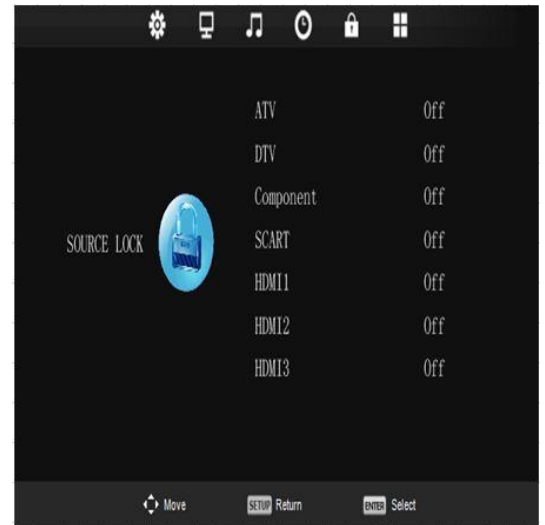 ATV Off
DTV Off
Component Off
SOURCE LOCK SCART Off
HDMI1 Off
HDMI2 Off
HDMI3 Off
Move SETUP Return ENTER Select